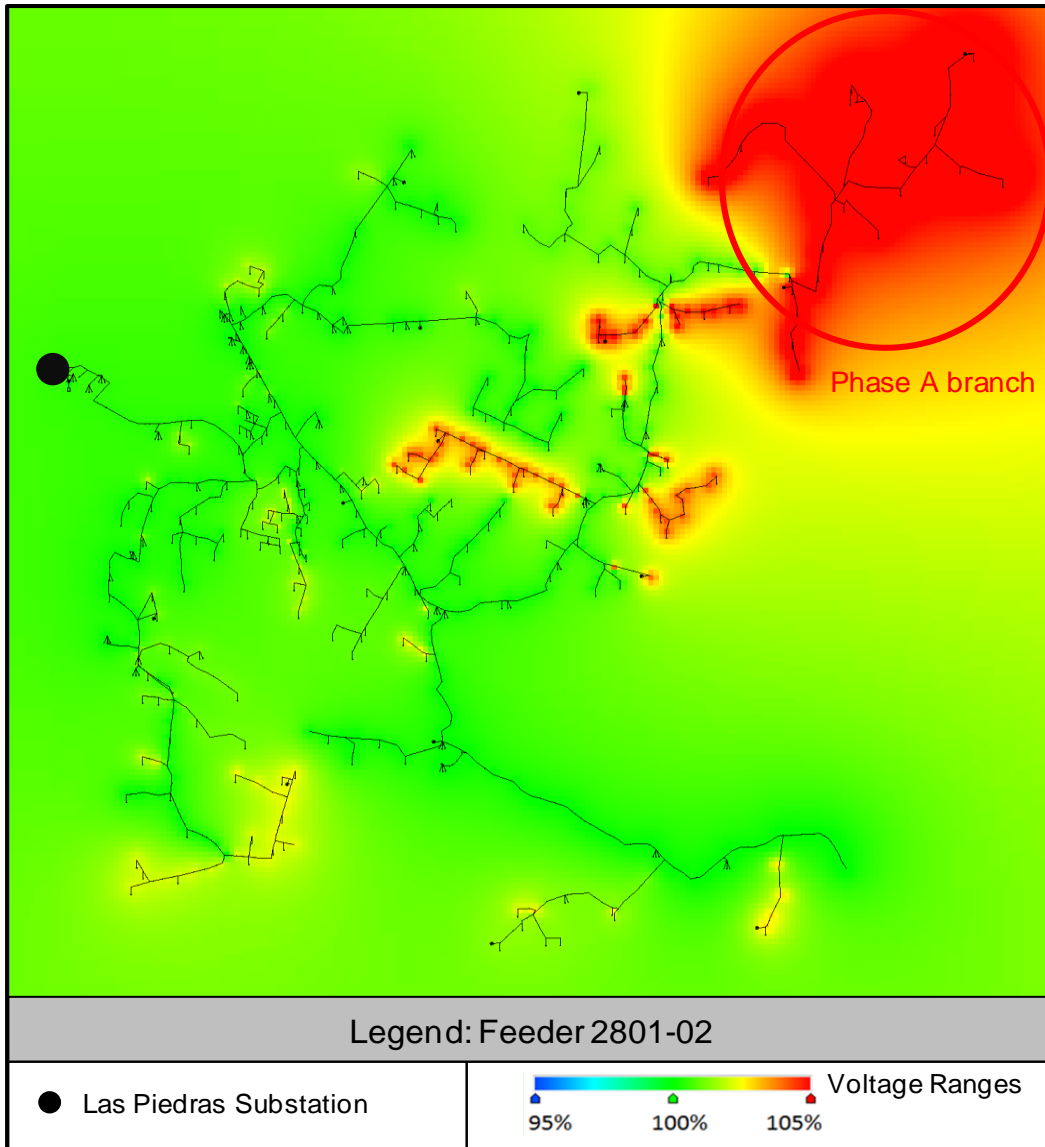 Phase A branch
Legend: Feeder 2801-02
Las Piedras Substation
Voltage Ranges
95% 100% 105%